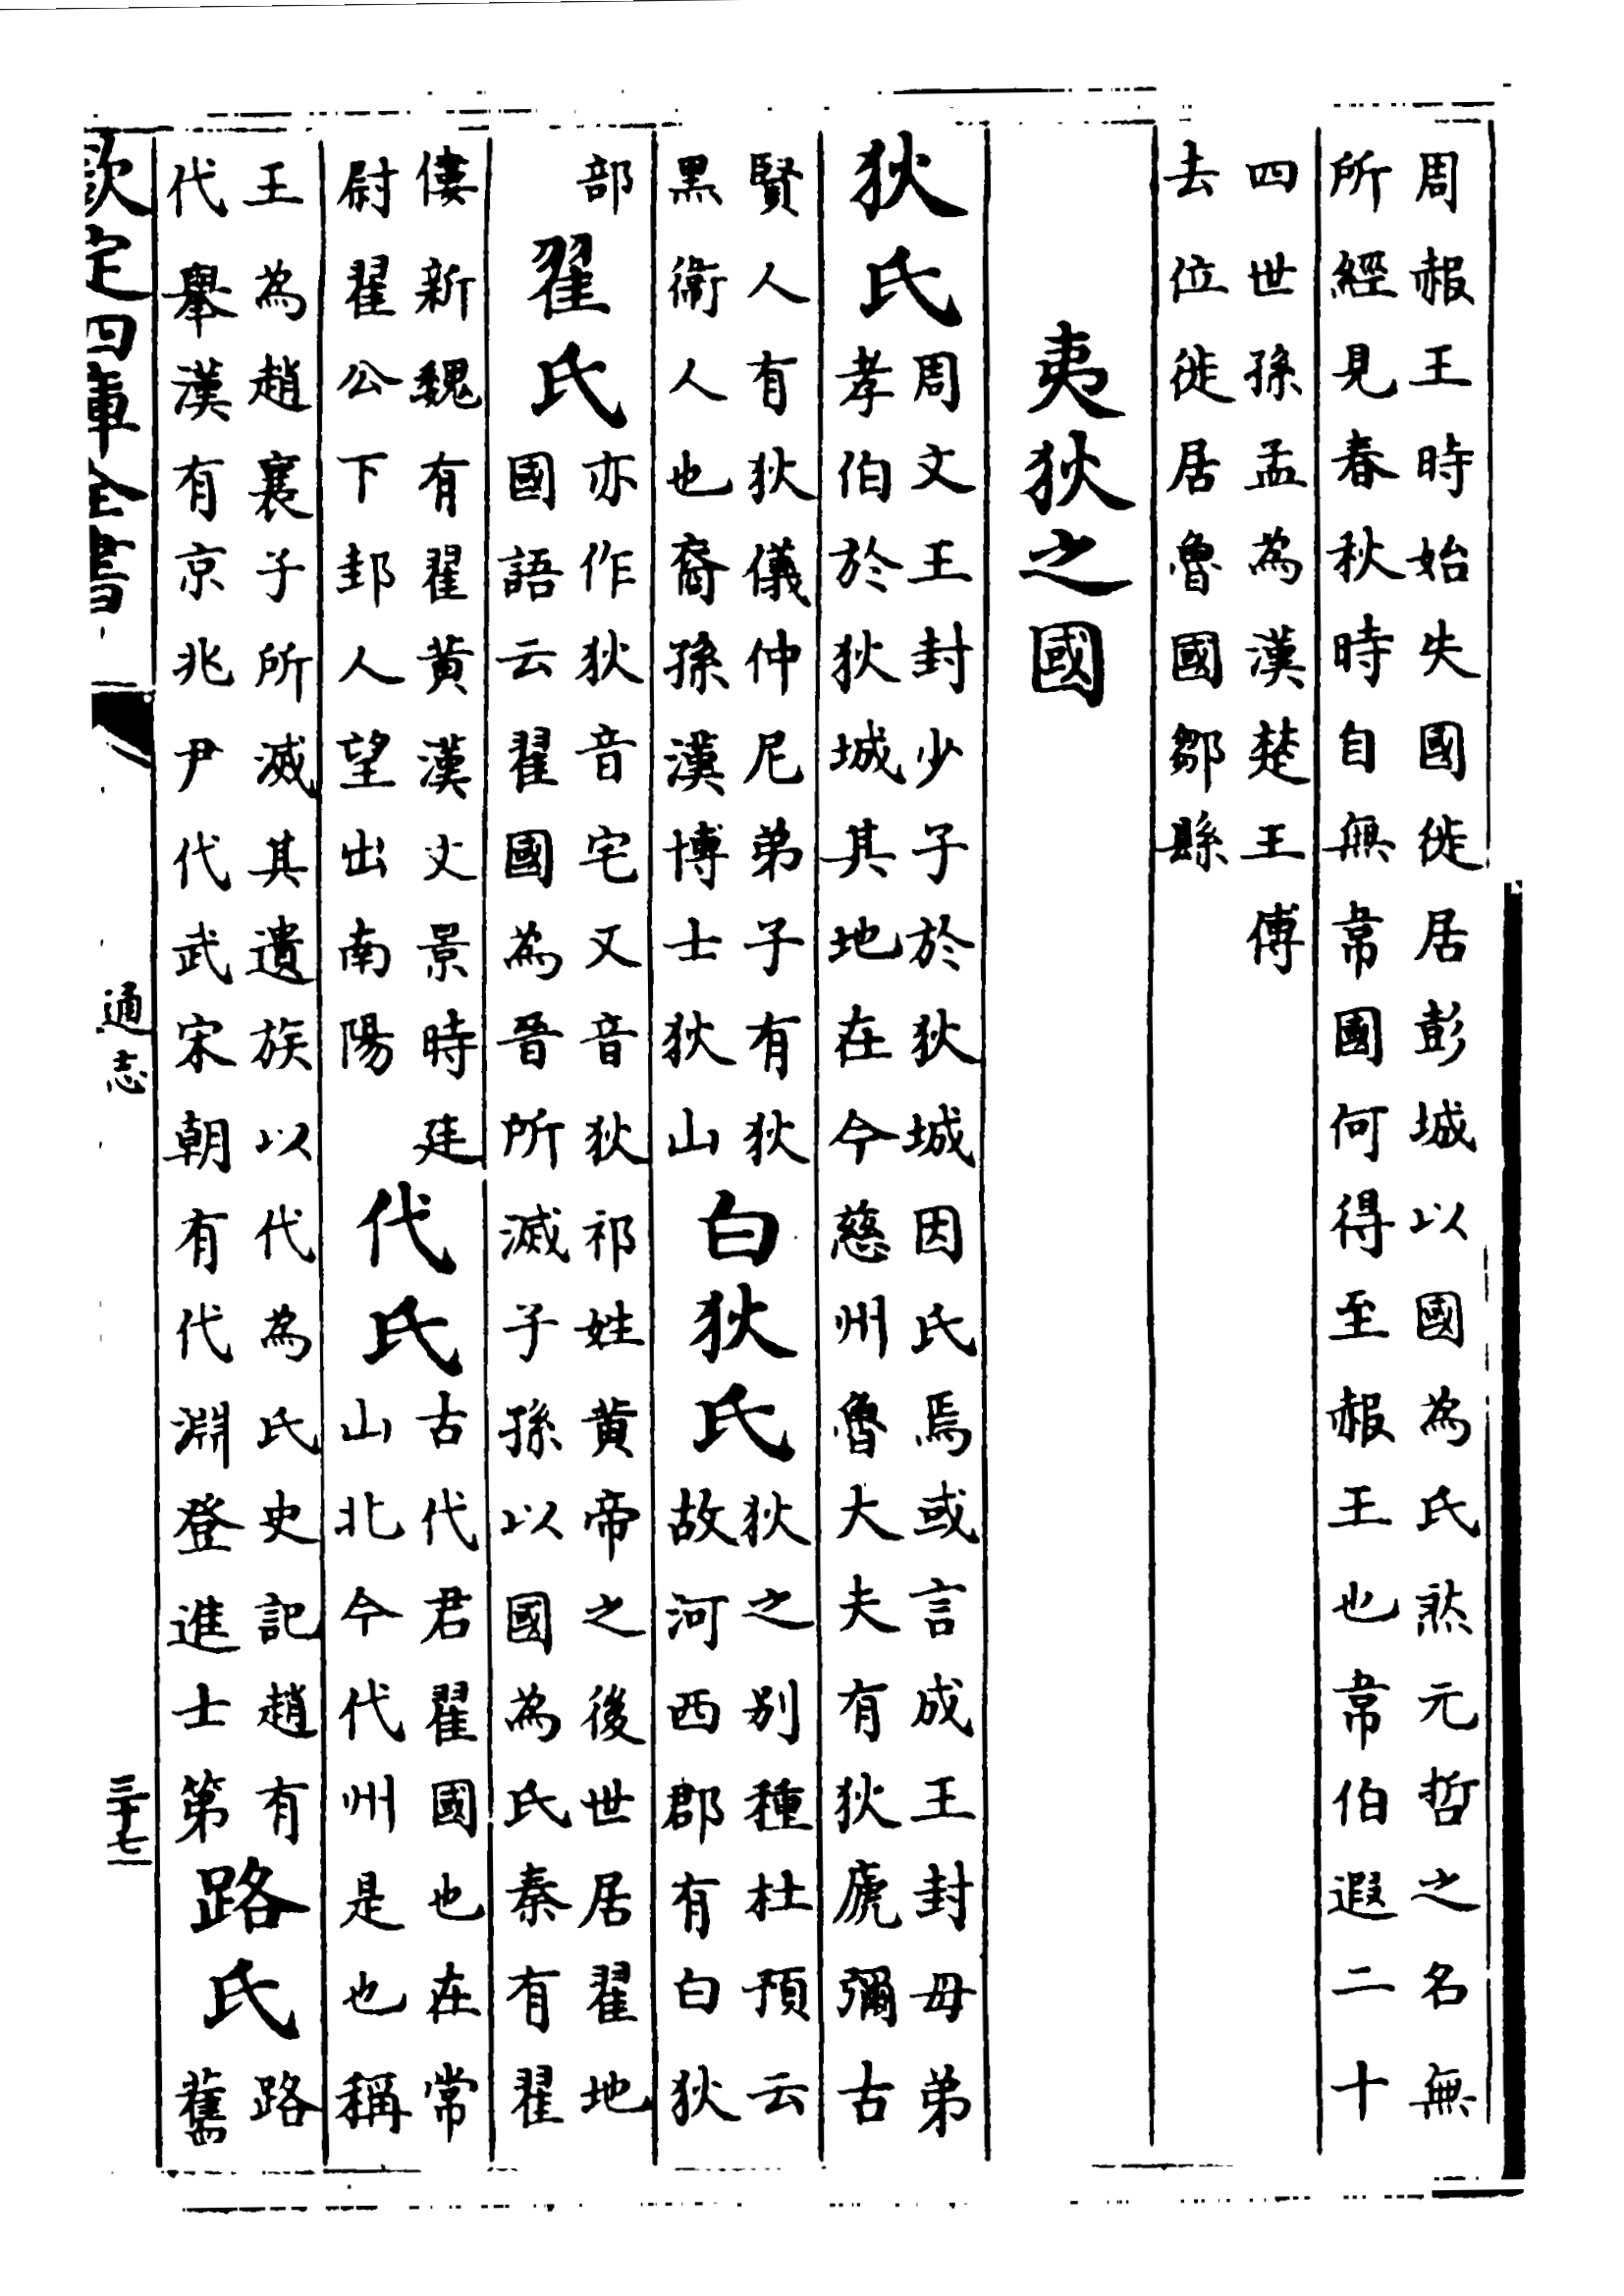 周赧王時始失國徙居彭城以國為氏然元哲之名無
所經見春秋時自無韋國何得至赧王也韋伯遐二十
四世孫孟為漢楚王傅
去位徙居魯國鄒縣
夷狄之國
狄氏
周文王封少子於狄城因氏焉或言成王封母弟
孝伯於狄城其地在今慈州魯大夫有狄虒彌古
賢人有狄儀仲尼弟子有狄
黑衛人也裔孫漢博士狄山
白狄氏
狄之别種杜預云
故河西郡有白狄
部
翟氏
亦作狄音宅又音狄祁姓黄帝之後世居翟地
國語云翟國為晉所滅子孫以國為氏秦有翟
僂新魏有翟黄漢文景時廷
尉翟公下邽人望出南陽
代氏
古代君翟國也在常
山北今代州是也稱
王為趙襄子所滅其遺族以代為氏史記趙有
代舉漢有京兆尹代武宋朝有代淵登進士第
路氏
路
舊
欽定四庫全書
通志
三十七